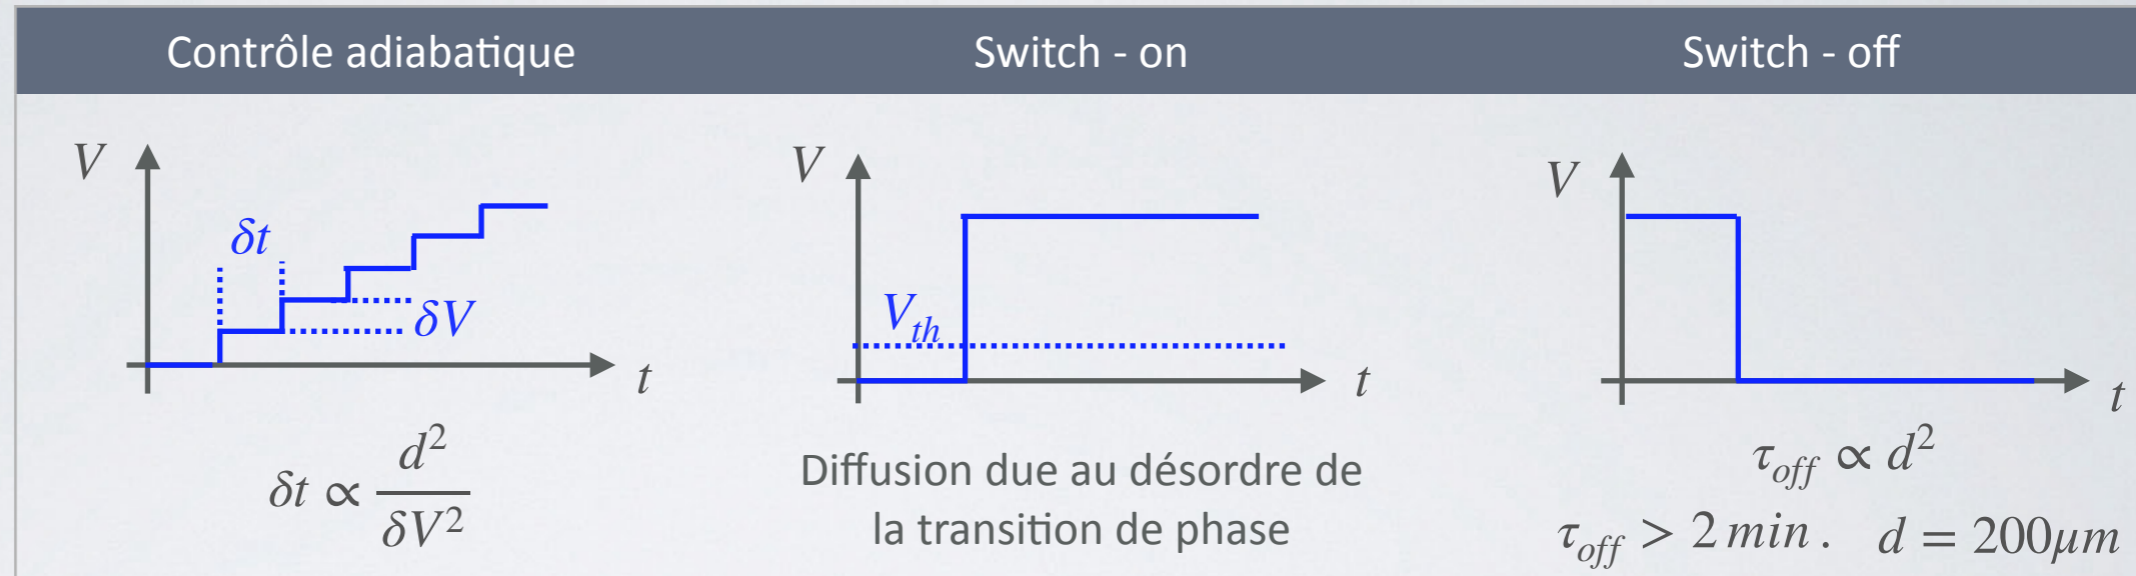 Contrôle adiabatique
Switch - on
Switch - off
V
δt
δV
t
δt ∝ d²/δV²
V
V_th
t
Diffusion due au désordre de
la transition de phase
V
t
τ_off ∝ d²
τ_off > 2 min . d = 200μm